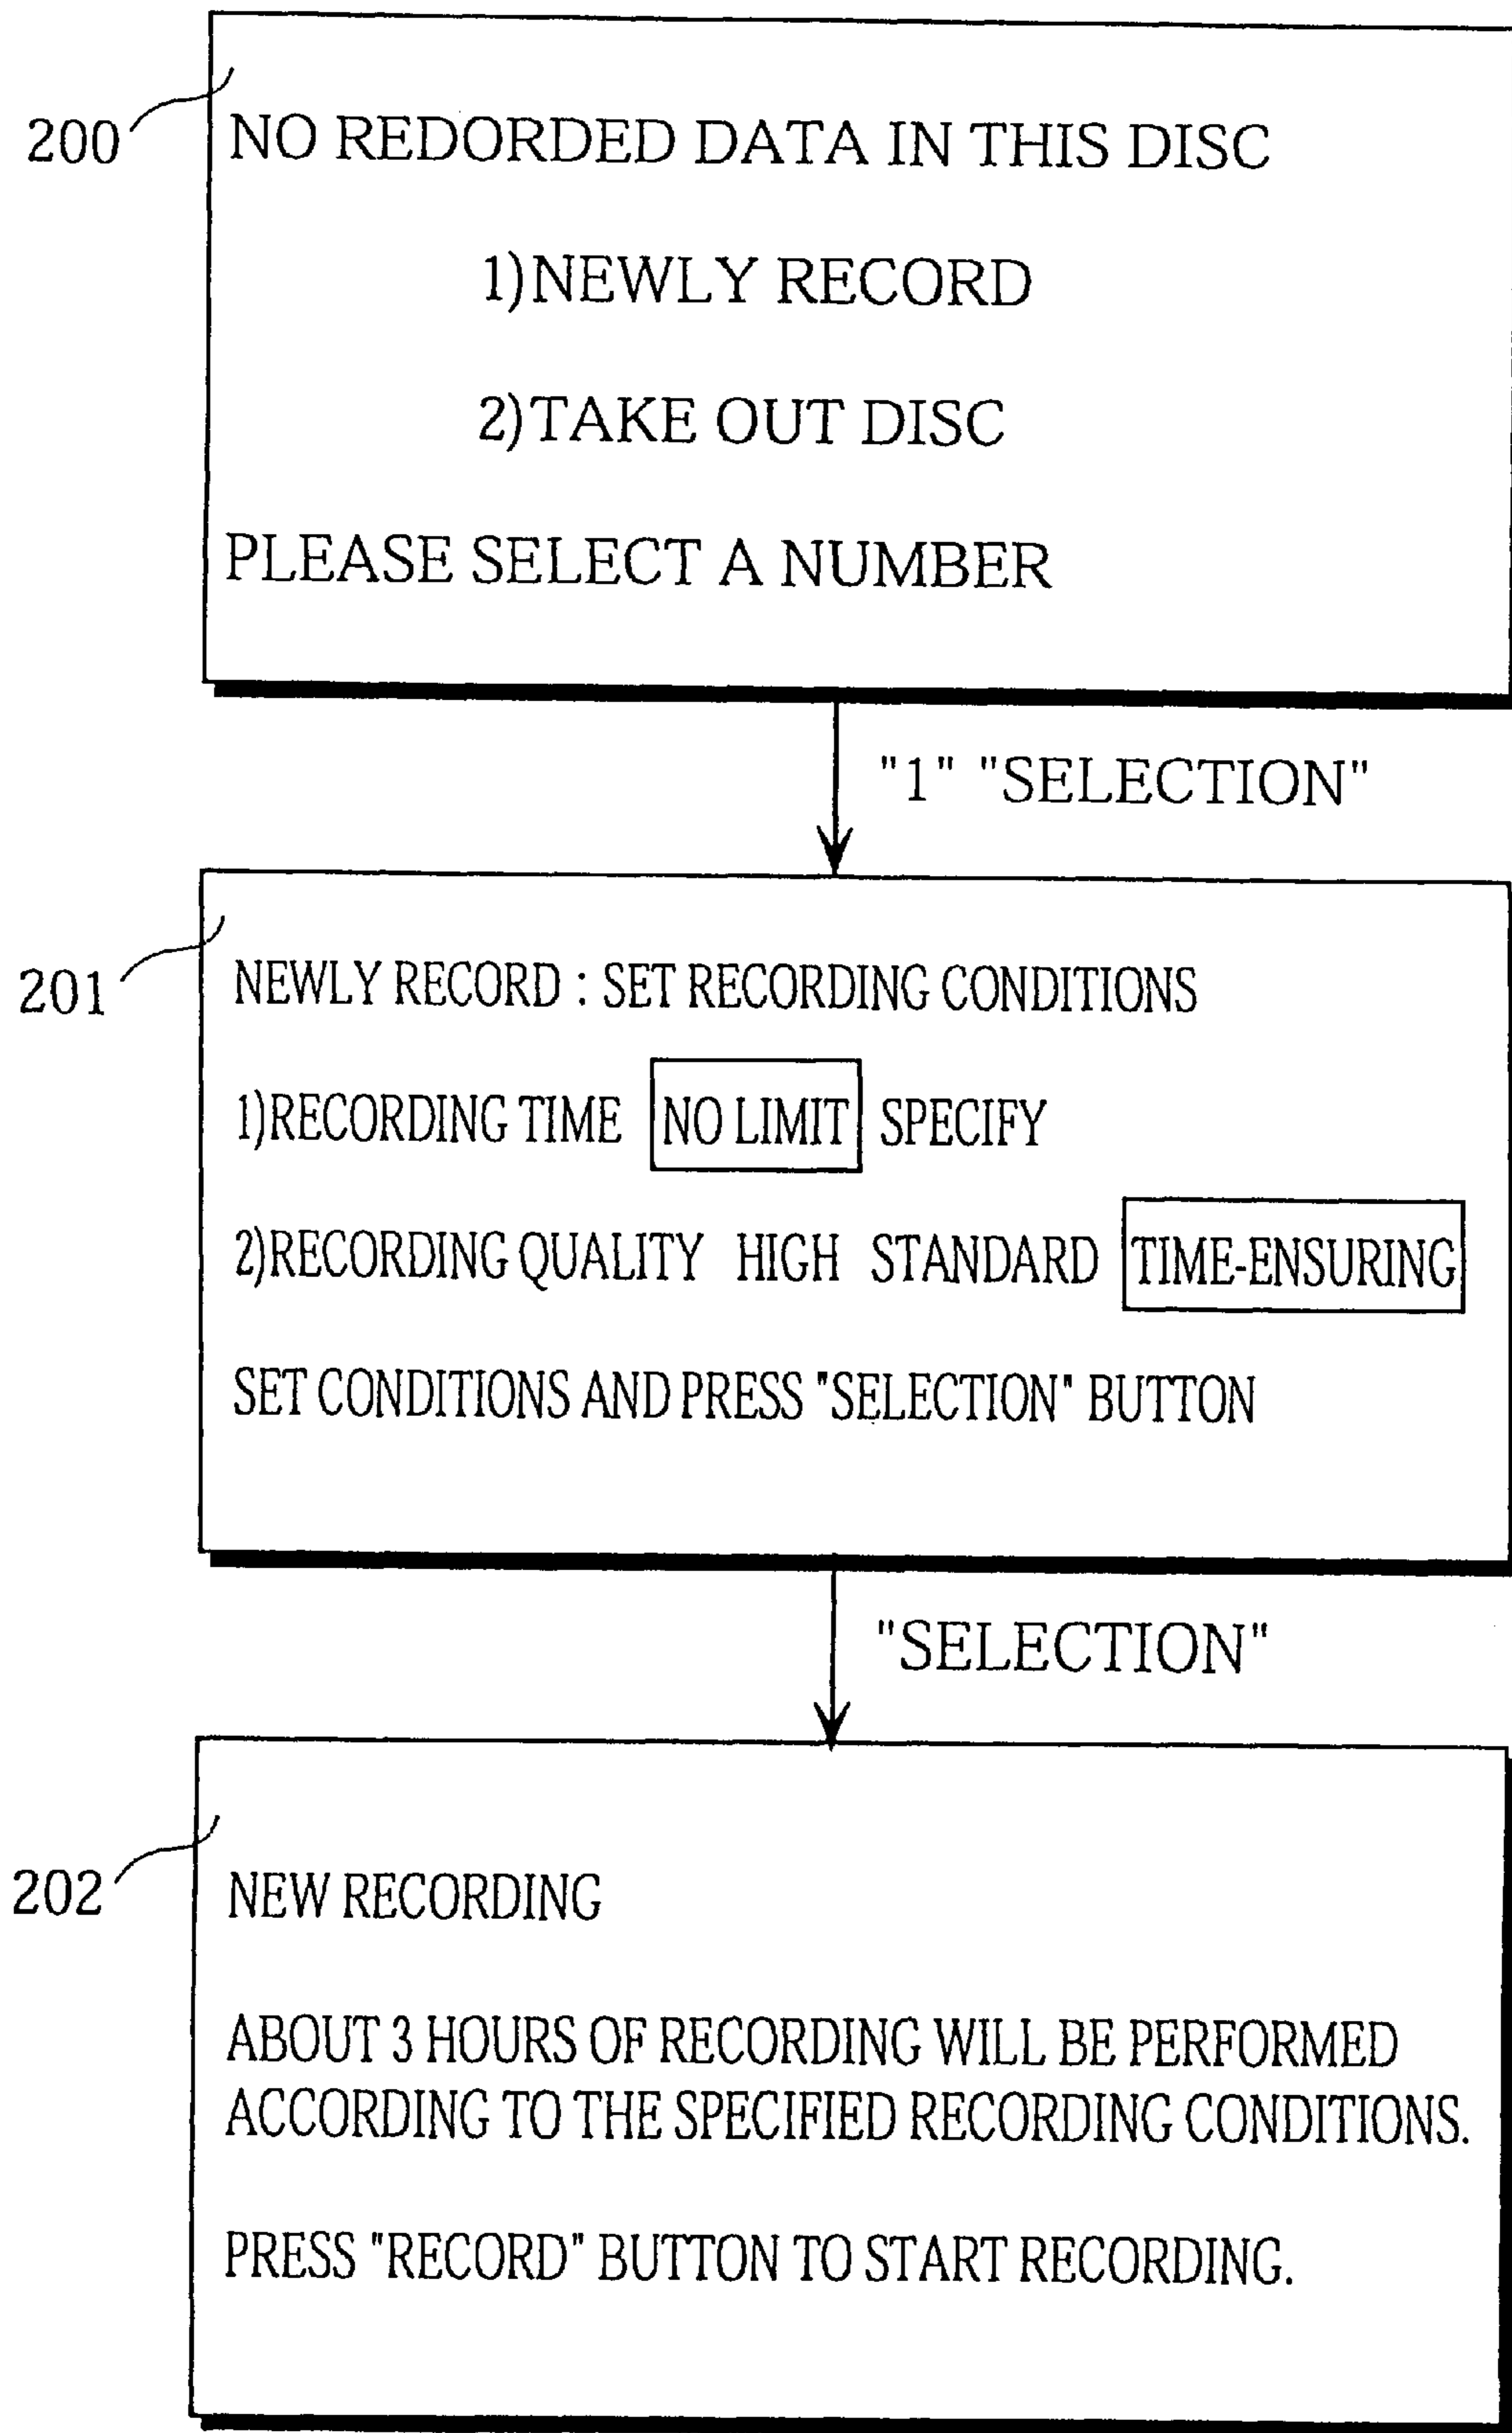 200
NO REDORDED DATA IN THIS DISC
1)NEWLY RECORD
2)TAKE OUT DISC
PLEASE SELECT A NUMBER
"1" "SELECTION"
201
NEWLY RECORD : SET RECORDING CONDITIONS
1)RECORDING TIME NO LIMIT SPECIFY
2)RECORDING QUALITY HIGH STANDARD TIME-ENSURING
SET CONDITIONS AND PRESS "SELECTION" BUTTON
"SELECTION"
202
NEW RECORDING
ABOUT 3 HOURS OF RECORDING WILL BE PERFORMED
ACCORDING TO THE SPECIFIED RECORDING CONDITIONS.
PRESS "RECORD" BUTTON TO START RECORDING.